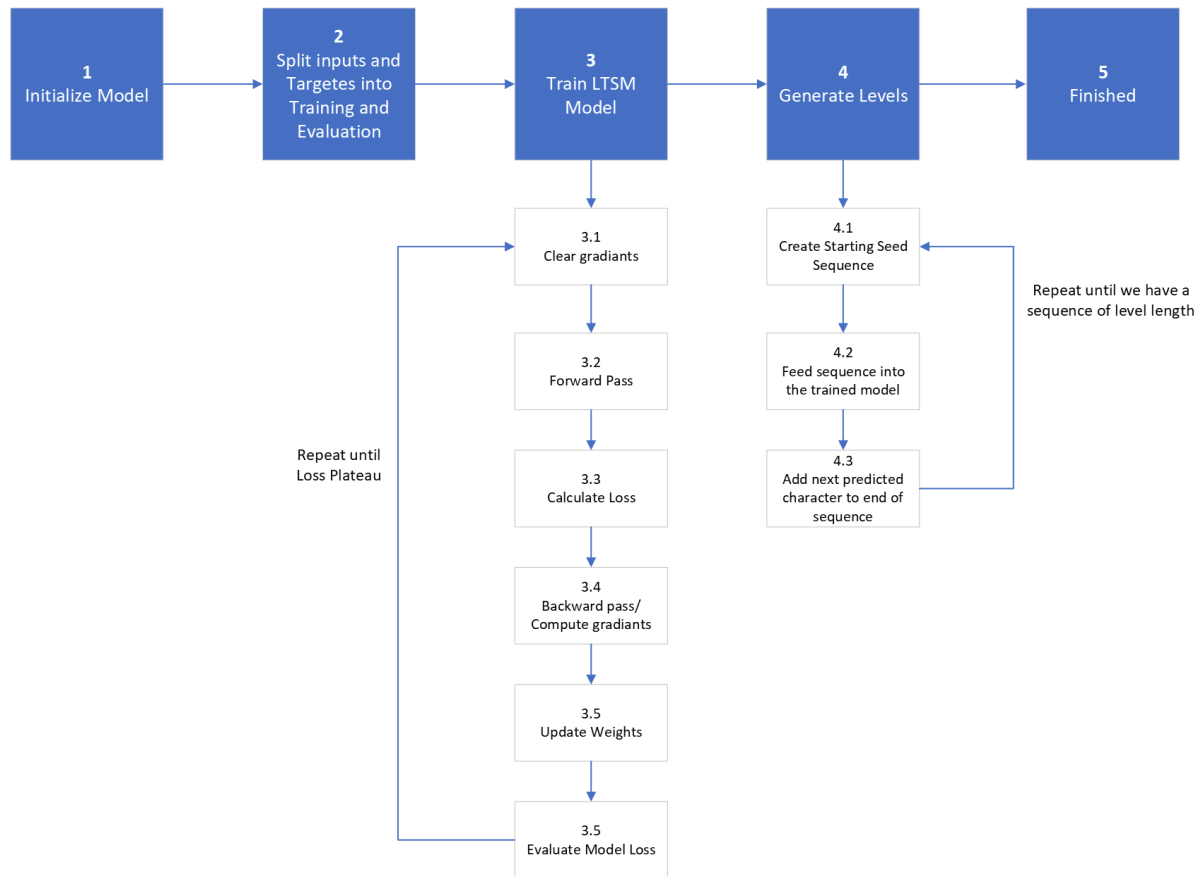 1
Initialize Model
2
Split inputs and
Targetes into
Training and
Evaluation
3
Train LTSM
Model
4
Generate Levels
5
Finished
3.1
Clear gradiants
3.2
Forward Pass
3.3
Calculate Loss
3.4
Backward pass/
Compute gradiants
3.5
Update Weights
3.5
Evaluate Model Loss
Repeat until
Loss Plateau
4.1
Create Starting Seed
Sequence
4.2
Feed sequence into
the trained model
4.3
Add next predicted
character to end of
sequence
Repeat until we have a
sequence of level length